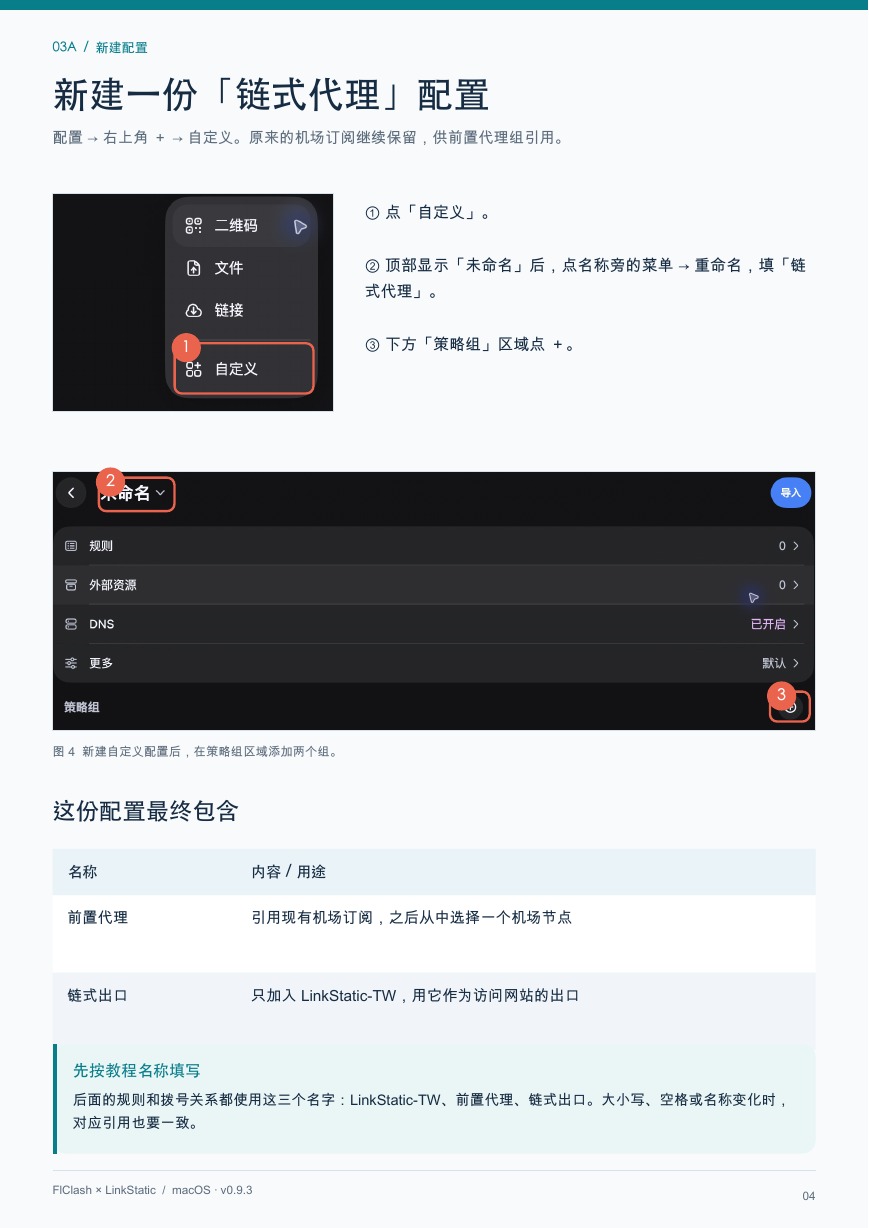 03A / 新建配置
新建一份「链式代理」配置
配置 → 右上角 + → 自定义。原来的机场订阅继续保留，供前置代理组引用。
二维码
文件
链接
1
自定义
① 点「自定义」。
② 顶部显示「未命名」后，点名称旁的菜单 → 重命名，填「链
式代理」。
③ 下方「策略组」区域点 +。
2
未命名
导入
规则 0
外部资源 0
DNS 已开启
更多 默认
3
策略组
图 4 新建自定义配置后，在策略组区域添加两个组。
这份配置最终包含
名称 内容 / 用途
前置代理 引用现有机场订阅，之后从中选择一个机场节点
链式出口 只加入 LinkStatic-TW，用它作为访问网站的出口
先按教程名称填写
后面的规则和拨号关系都使用这三个名字：LinkStatic-TW、前置代理、链式出口。大小写、空格或名称变化时，
对应引用也要一致。
FlClash × LinkStatic / macOS · v0.9.3
04